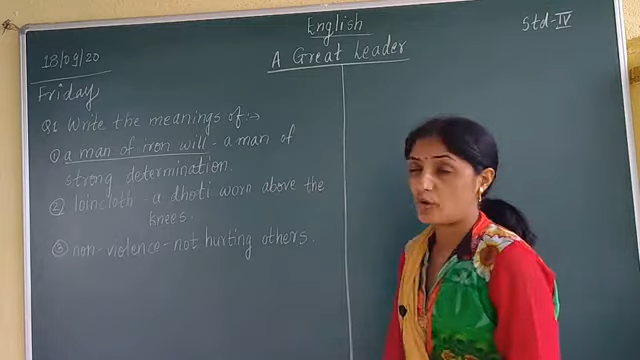 English
Std-IV
A Great Leader
18/09/20
Friday
Q1 Write the meanings of :→
① a man of iron will - a man of
strong determination.
② loincloth - a dhoti worn above the
knees.
③ non-violence - not hurting others.